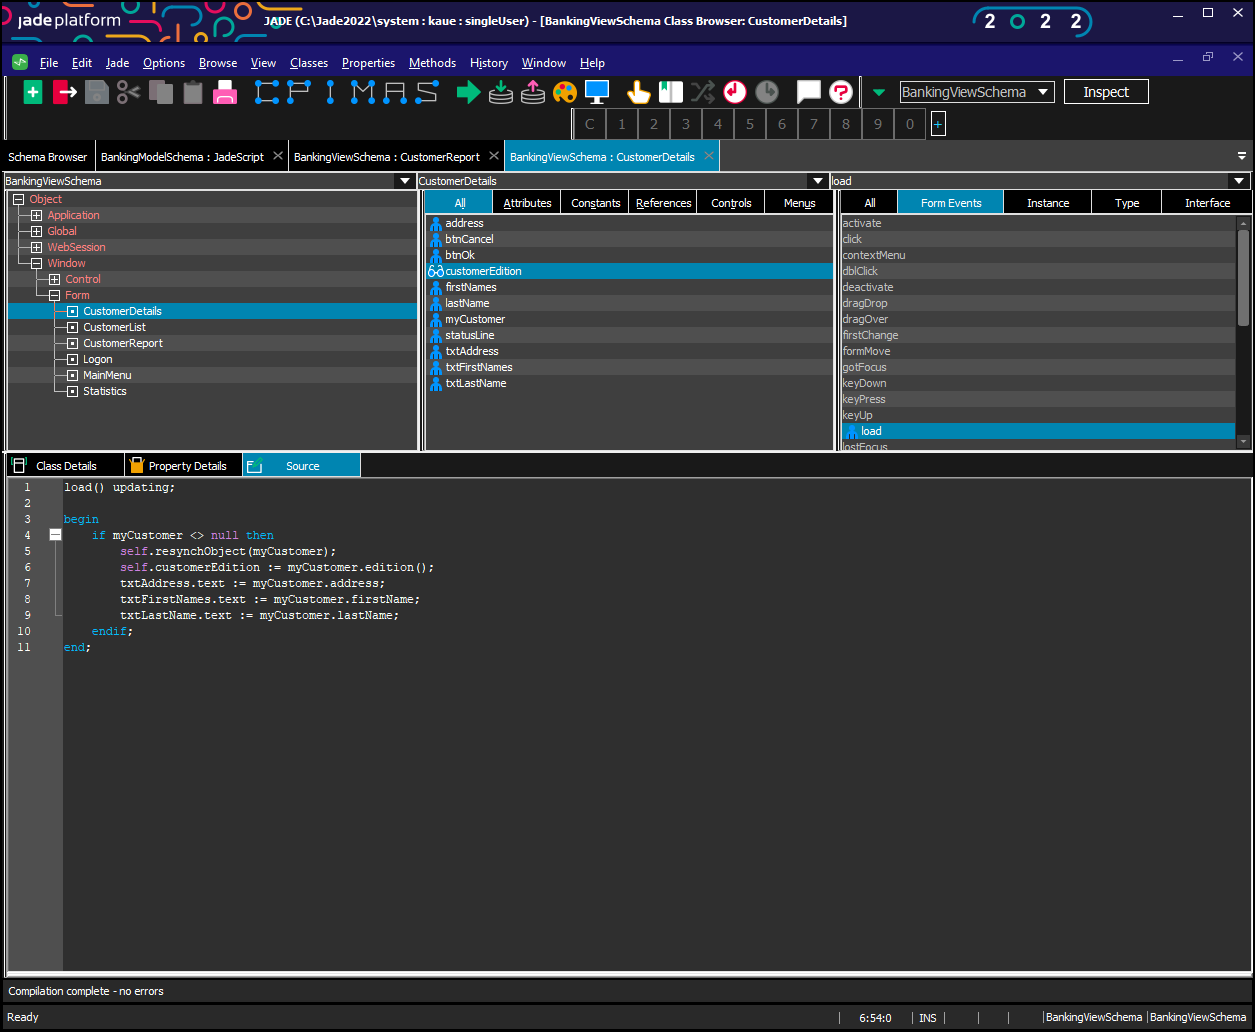 jadeplatform
JADE (C:\Jade2022\system : kaue : singleUser) - [BankingViewSchema Class Browser: CustomerDetails]
2 0 2 2
File Edit Jade Options Browse View Classes Properties Methods History Window Help
C P I M A S
BankingViewSchema Inspect
C 1 2 3 4 5 6 7 8 9 0 +
Schema Browser BankingModelSchema : JadeScript BankingViewSchema : CustomerReport BankingViewSchema : CustomerDetails
BankingViewSchema
Object
Application
Global
WebSession
Window
Control
Form
CustomerDetails
CustomerList
CustomerReport
Logon
MainMenu
Statistics
CustomerDetails
All Attributes Constants References Controls Menus
address
btnCancel
btnOk
customerEdition
firstNames
lastName
myCustomer
statusLine
txtAddress
txtFirstNames
txtLastName
load
All Form Events Instance Type Interface
activate
click
contextMenu
dblClick
deactivate
dragDrop
dragOver
firstChange
formMove
gotFocus
keyDown
keyPress
keyUp
load
lostFocus
Class Details Property Details Source
1 load() updating;
2
3 begin
4 if myCustomer <> null then
5 self.resynchObject(myCustomer);
6 self.customerEdition := myCustomer.edition();
7 txtAddress.text := myCustomer.address;
8 txtFirstNames.text := myCustomer.firstName;
9 txtLastName.text := myCustomer.lastName;
10 endif;
11 end;
Compilation complete - no errors
Ready 6:54:0 INS BankingViewSchema BankingViewSchema